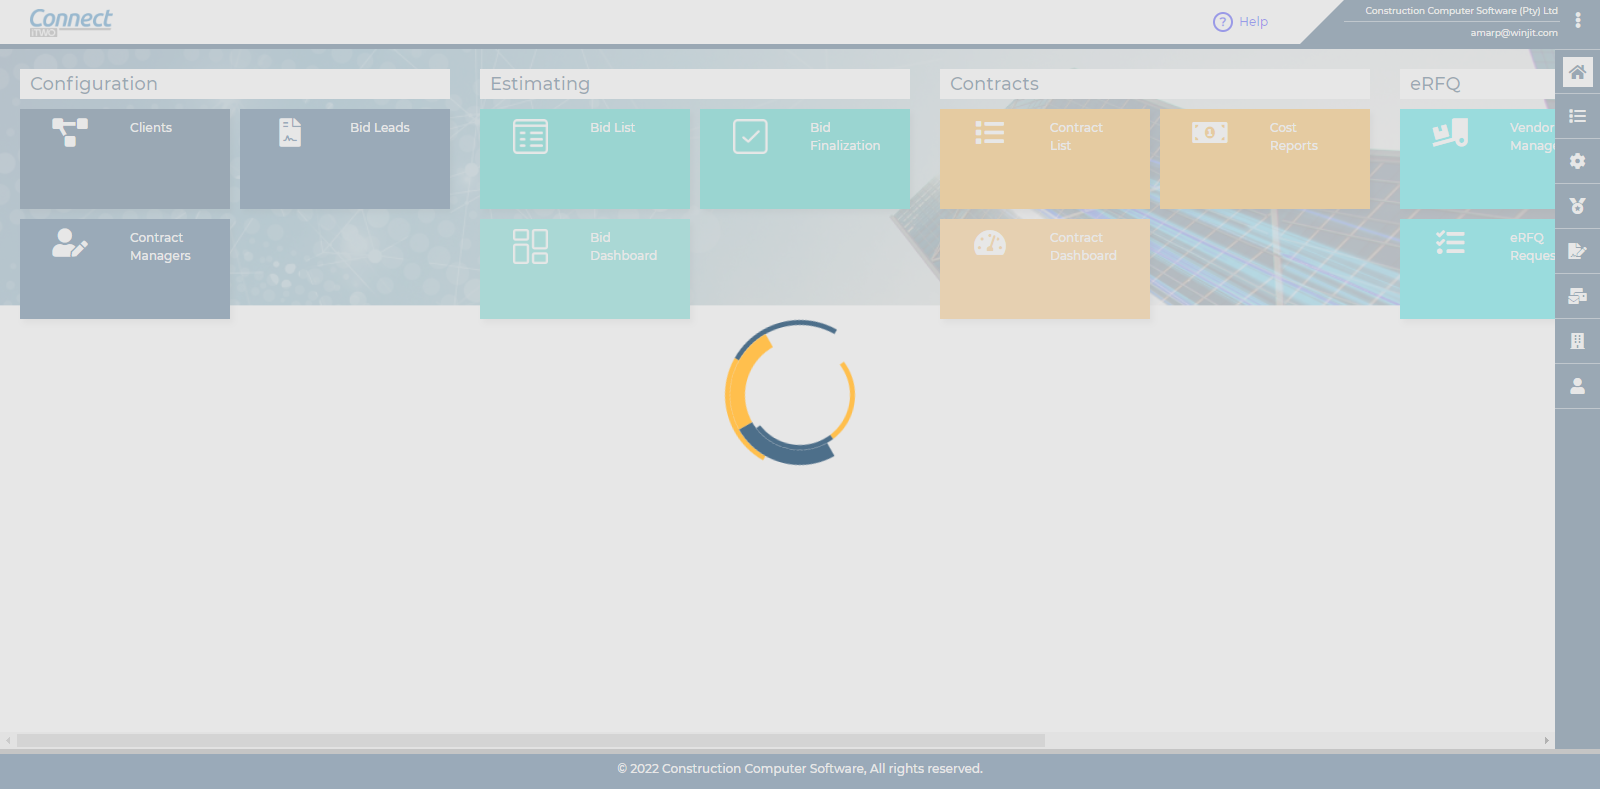 Connect
iTWO
? Help
Construction Computer Software (Pty) Ltd
amarp@winjit.com
Configuration
Clients
Bid Leads
Contract
Managers
Estimating
Bid List
Bid
Finalization
Bid
Dashboard
Contracts
Contract
List
Cost
Reports
Contract
Dashboard
eRFQ
Vendor
Manage
eRFQ
Reques
© 2022 Construction Computer Software, All rights reserved.